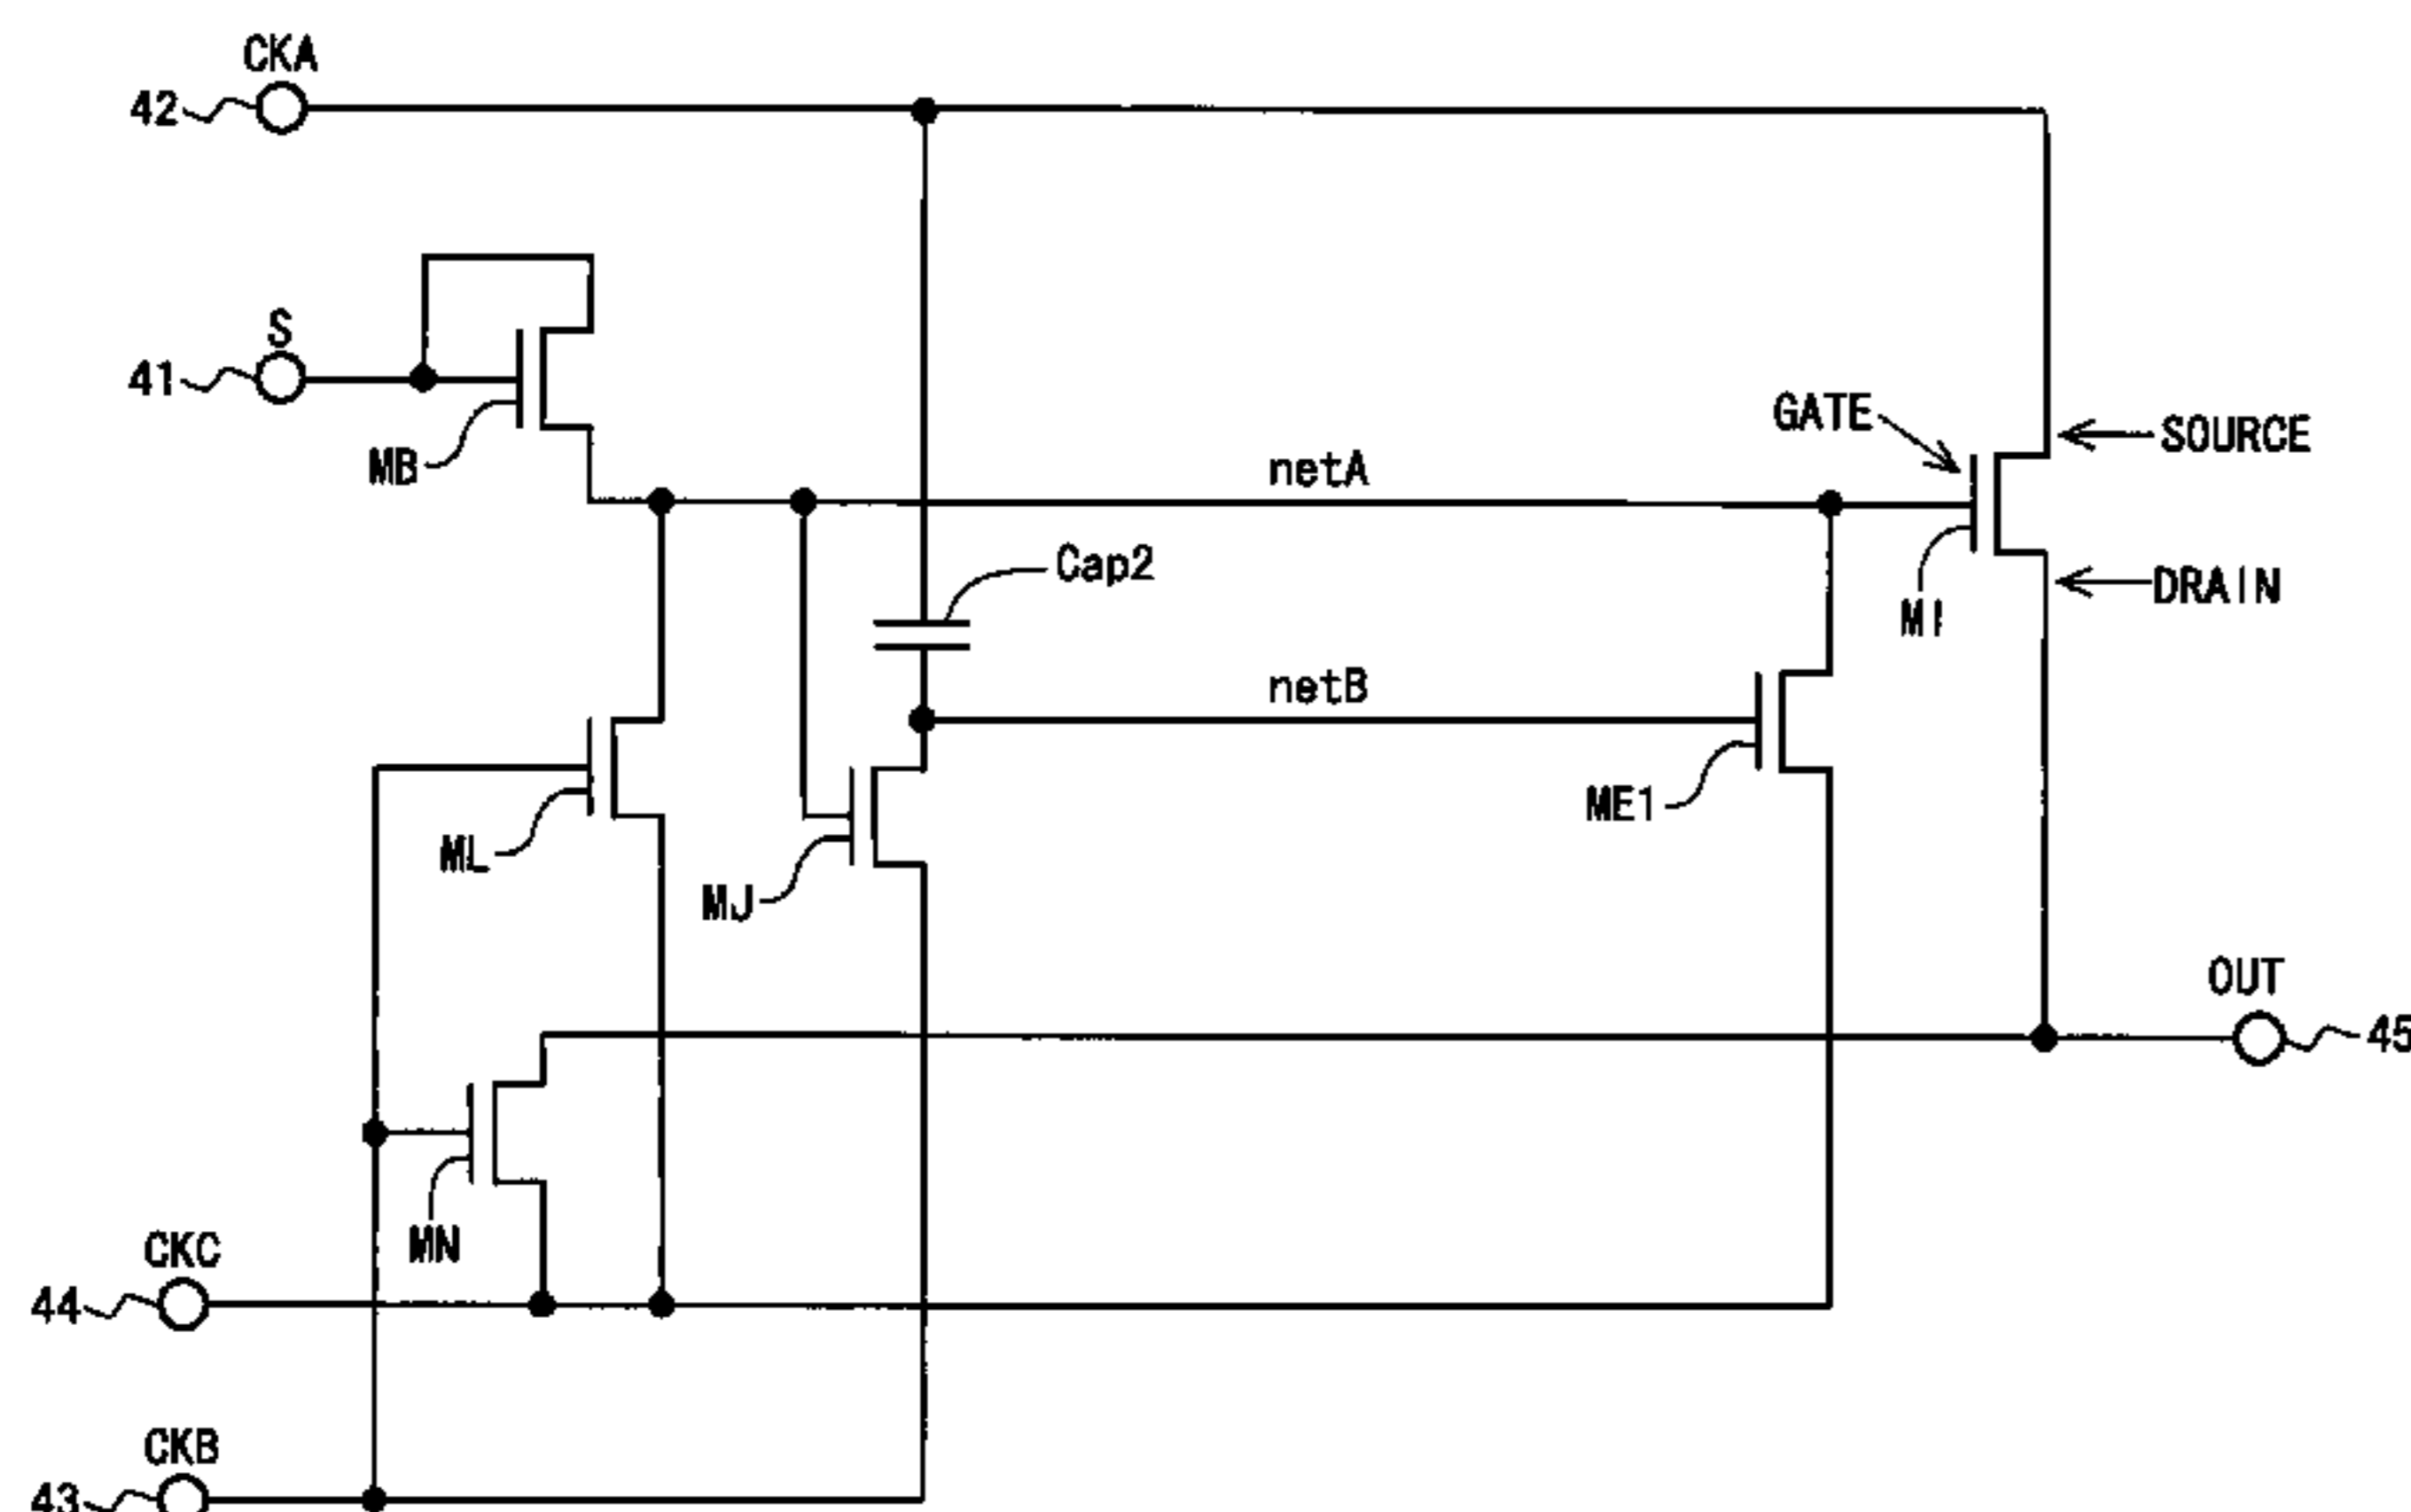 CKA
42
S
41
MB
netA
GATE
SOURCE
Cap2
DRAIN
MI
netB
ME1
ML
MJ
OUT
45
MN
CKC
44
CKB
43